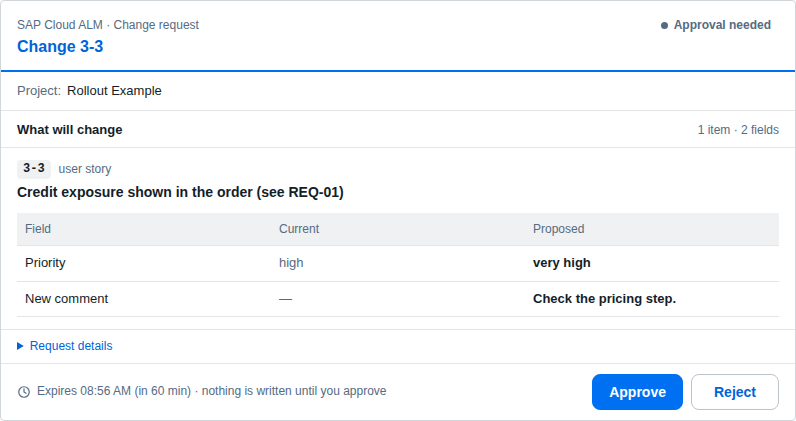 SAP Cloud ALM · Change request
Approval needed
Change 3-3
Project: Rollout Example
What will change
1 item · 2 fields
3-3 user story
Credit exposure shown in the order (see REQ-01)
Field Current Proposed
Priority high very high
New comment — Check the pricing step.
Request details
Expires 08:56 AM (in 60 min) · nothing is written until you approve
Approve
Reject